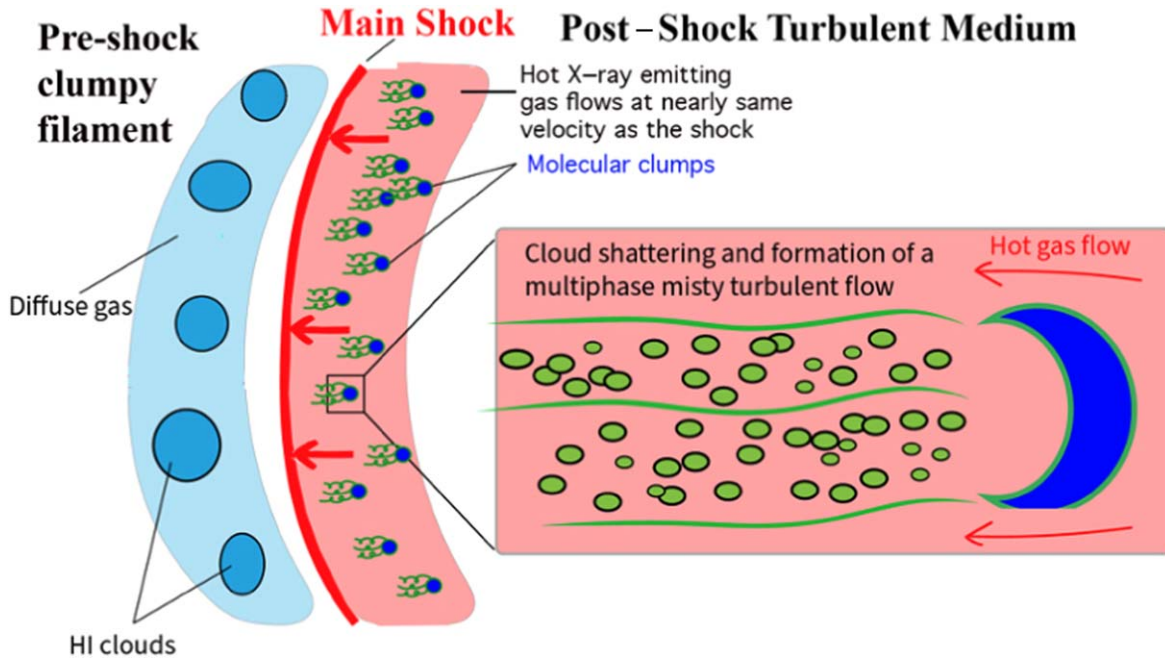 Pre-shock
clumpy
filament
Main Shock
Post–Shock Turbulent Medium
Hot X–ray emitting
gas flows at nearly same
velocity as the shock
Molecular clumps
Diffuse gas
HI clouds
Cloud shattering and formation of a
multiphase misty turbulent flow
Hot gas flow